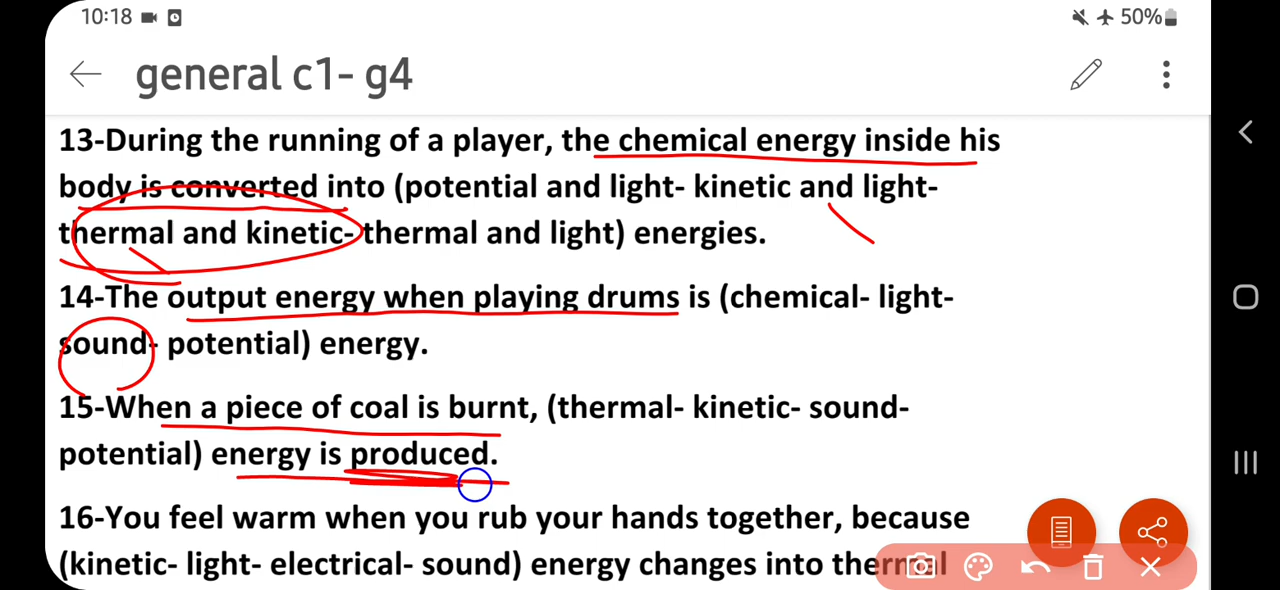 10:18
50%
general c1- g4
13-During the running of a player, the chemical energy inside his
body is converted into (potential and light- kinetic and light-
thermal and kinetic- thermal and light) energies.
14-The output energy when playing drums is (chemical- light-
sound- potential) energy.
15-When a piece of coal is burnt, (thermal- kinetic- sound-
potential) energy is produced.
16-You feel warm when you rub your hands together, because
(kinetic- light- electrical- sound) energy changes into thermal